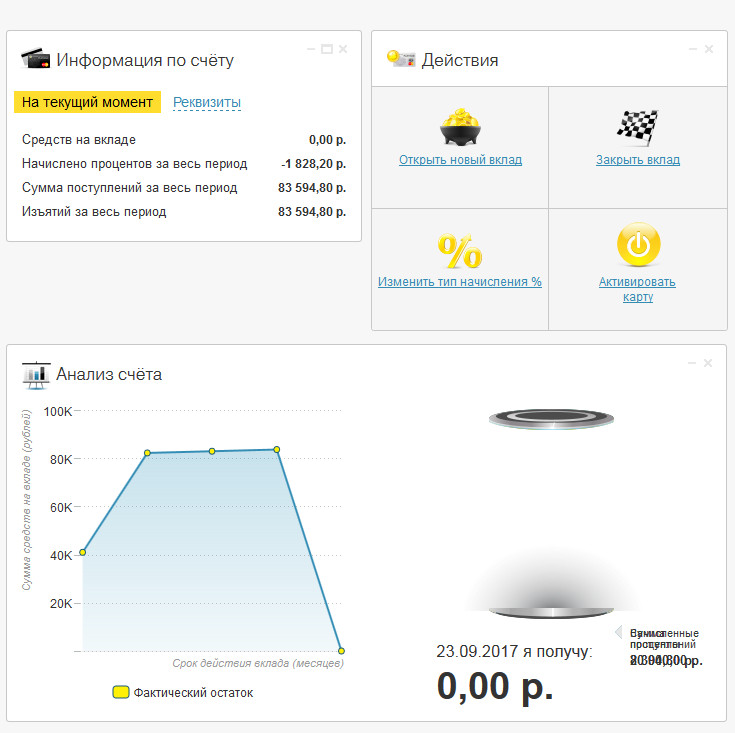 Информация по счёту
На текущий момент Реквизиты
Средств на вкладе 0,00 р.
Начислено процентов за весь период -1 828,20 р.
Сумма поступлений за весь период 83 594,80 р.
Изъятий за весь период 83 594,80 р.
Действия
Открыть новый вклад
Закрыть вклад
Изменить тип начисления %
Активировать
карту
Анализ счёта
Сумма средств на вкладе (рублей)
100K
80K
60K
40K
20K
Срок действия вклада (месяцев)
Фактический остаток
23.09.2017 я получу:
0,00 р.